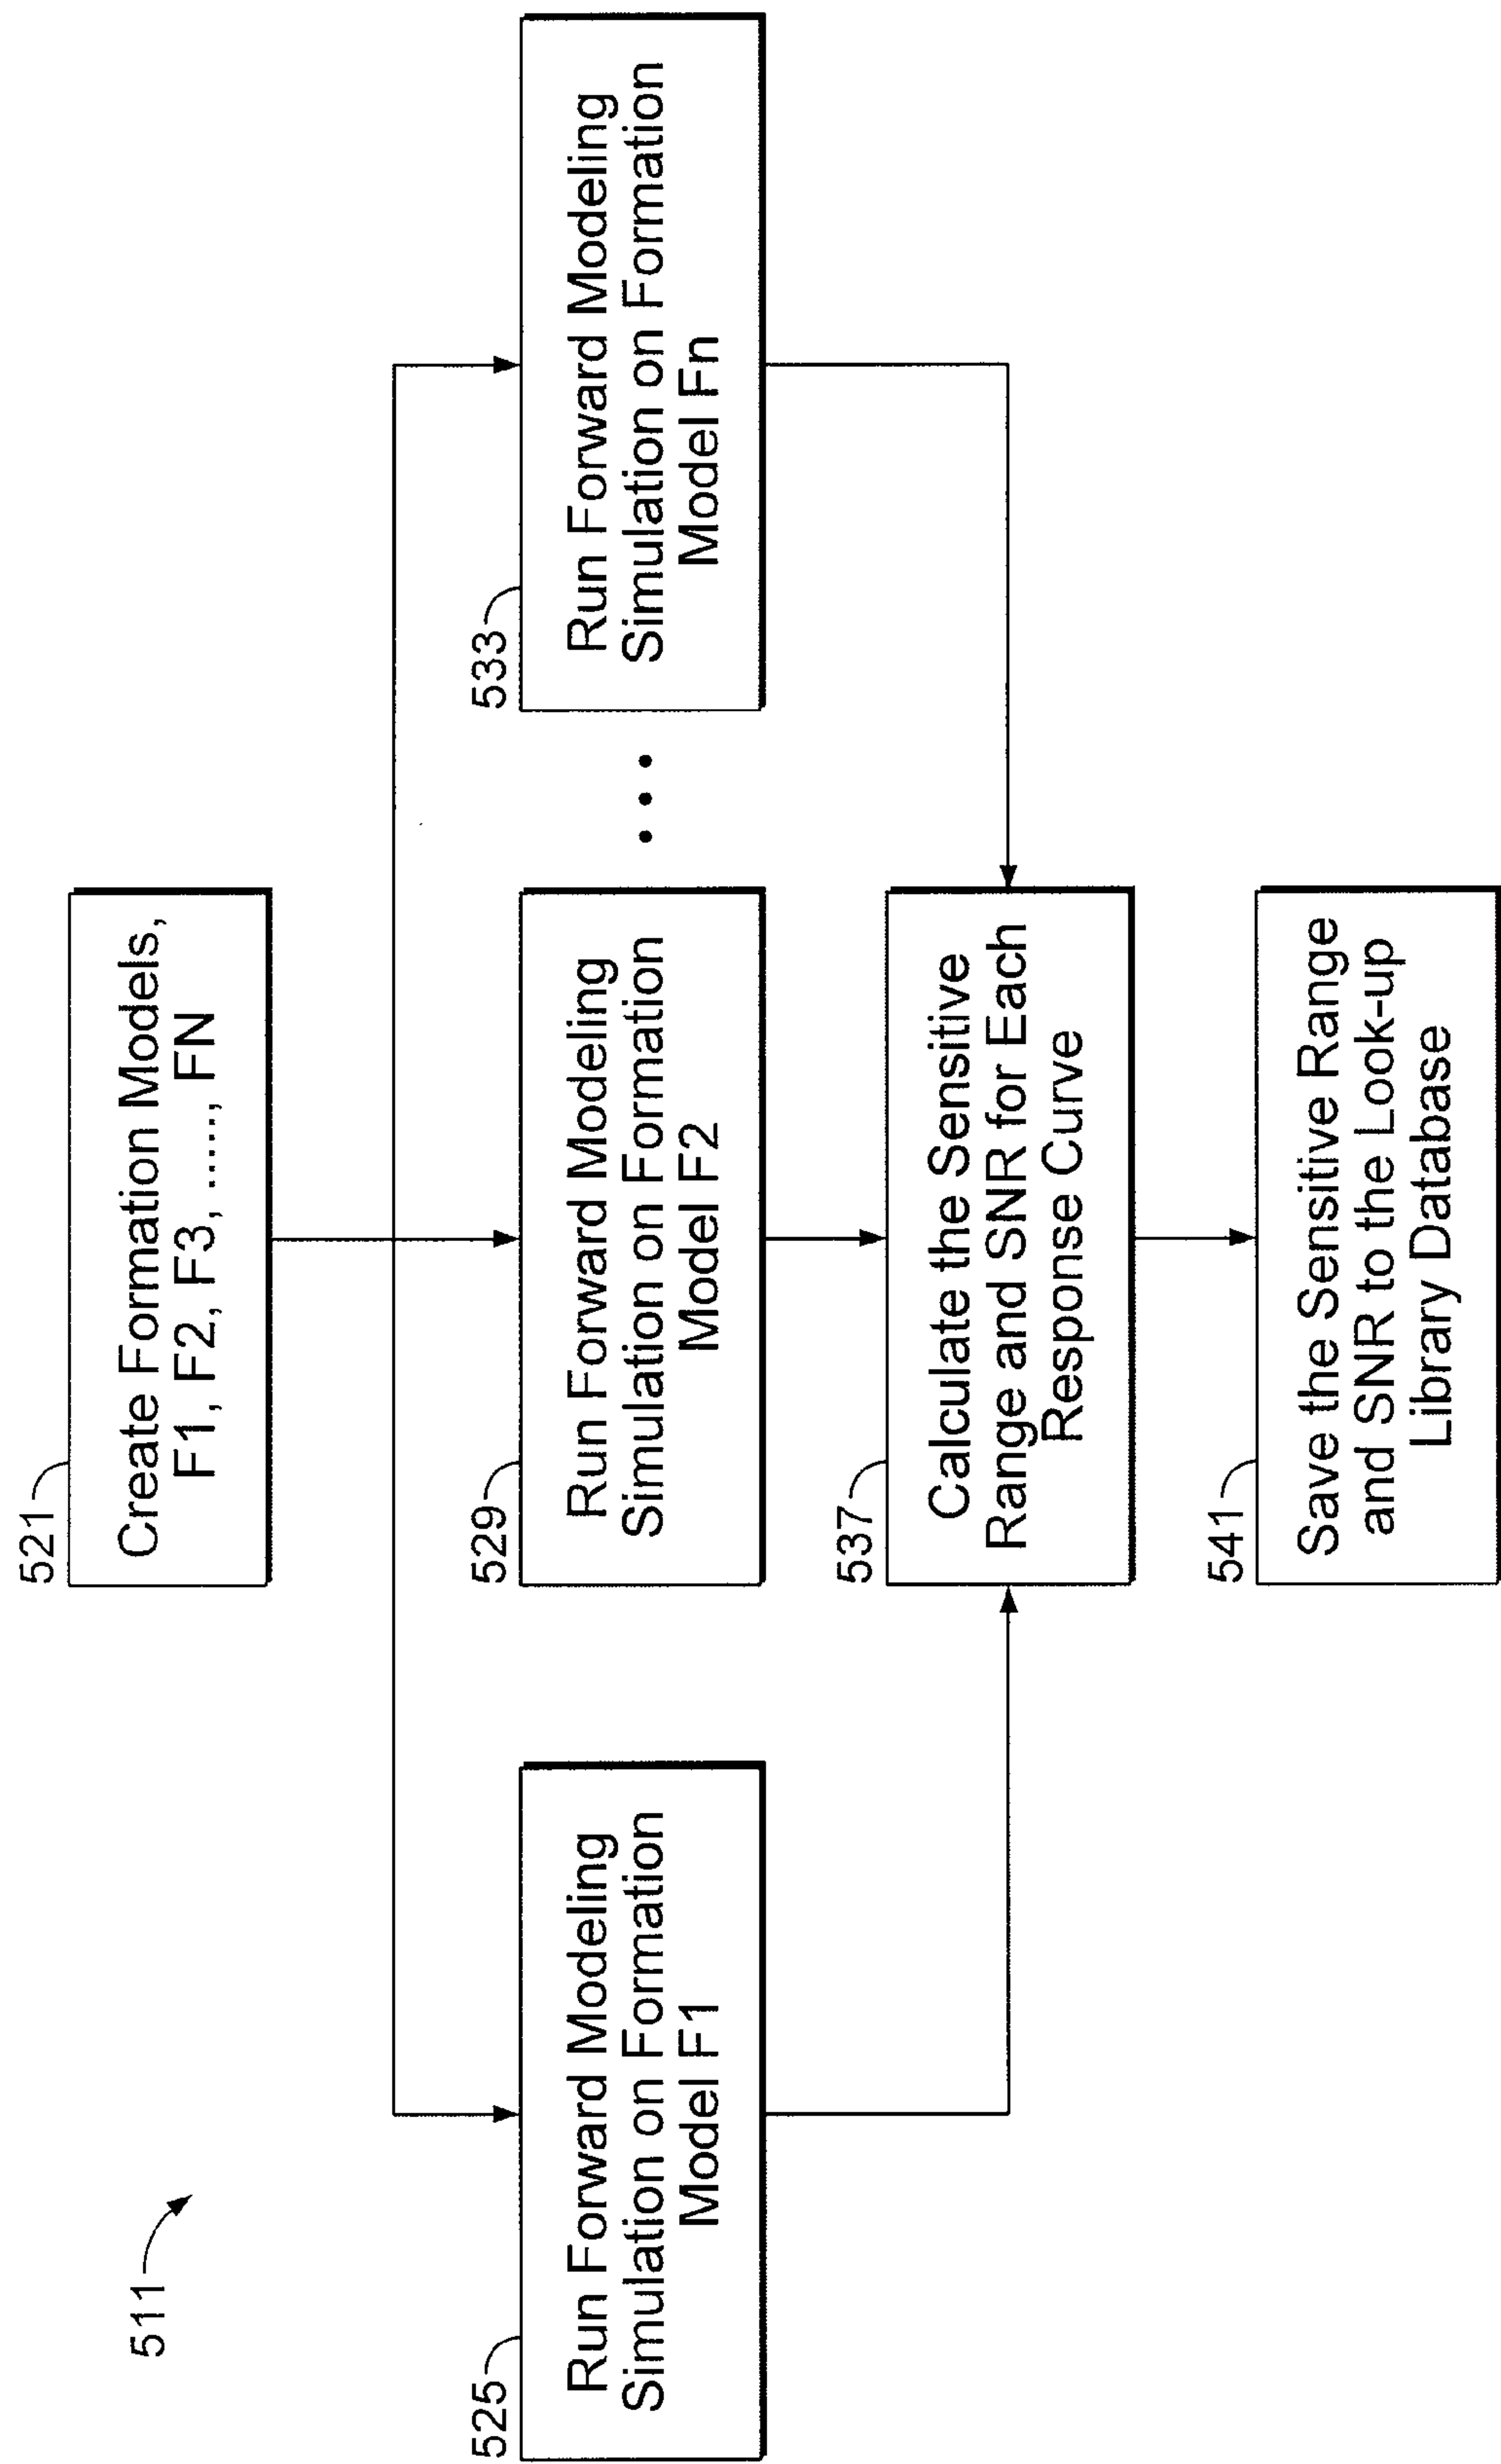 511
521
Create Formation Models,
F1, F2, F3, ....., FN
525
Run Forward Modeling
Simulation on Formation
Model F1
529
Run Forward Modeling
Simulation on Formation
Model F2
• • •
533
Run Forward Modeling
Simulation on Formation
Model Fn
537
Calculate the Sensitive
Range and SNR for Each
Response Curve
541
Save the Sensitive Range
and SNR to the Look-up
Library Database